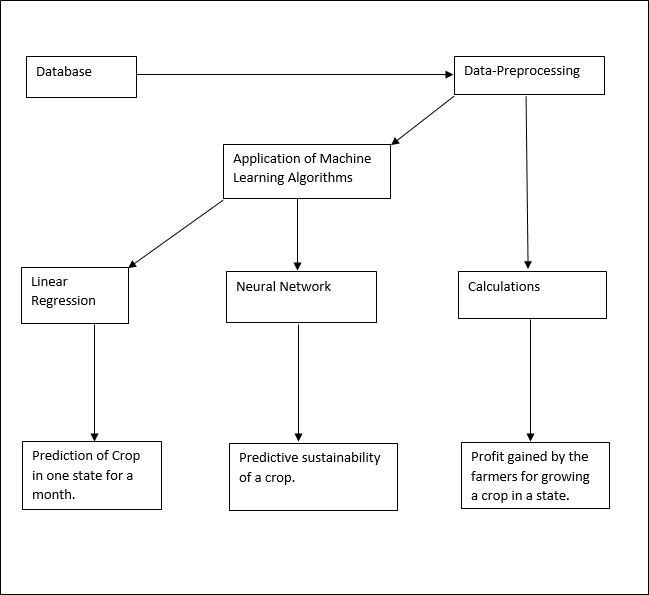 Database
Data-Preprocessing
Application of Machine
Learning Algorithms
Linear
Regression
Neural Network
Calculations
Prediction of Crop
in one state for a
month.
Predictive sustainability
of a crop.
Profit gained by the
farmers for growing
a crop in a state.